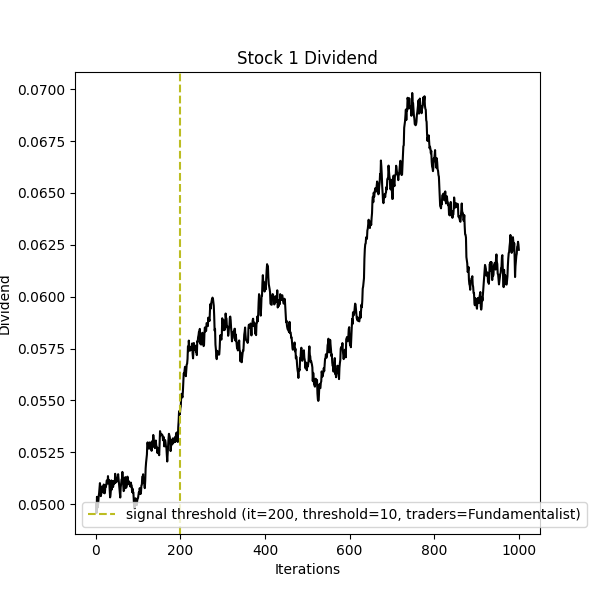 Stock 1 Dividend
0.0700
0.0675
0.0650
0.0625
0.0600
0.0575
0.0550
0.0525
0.0500
Dividend
signal threshold (it=200, threshold=10, traders=Fundamentalist)
0 200 400 600 800 1000
Iterations